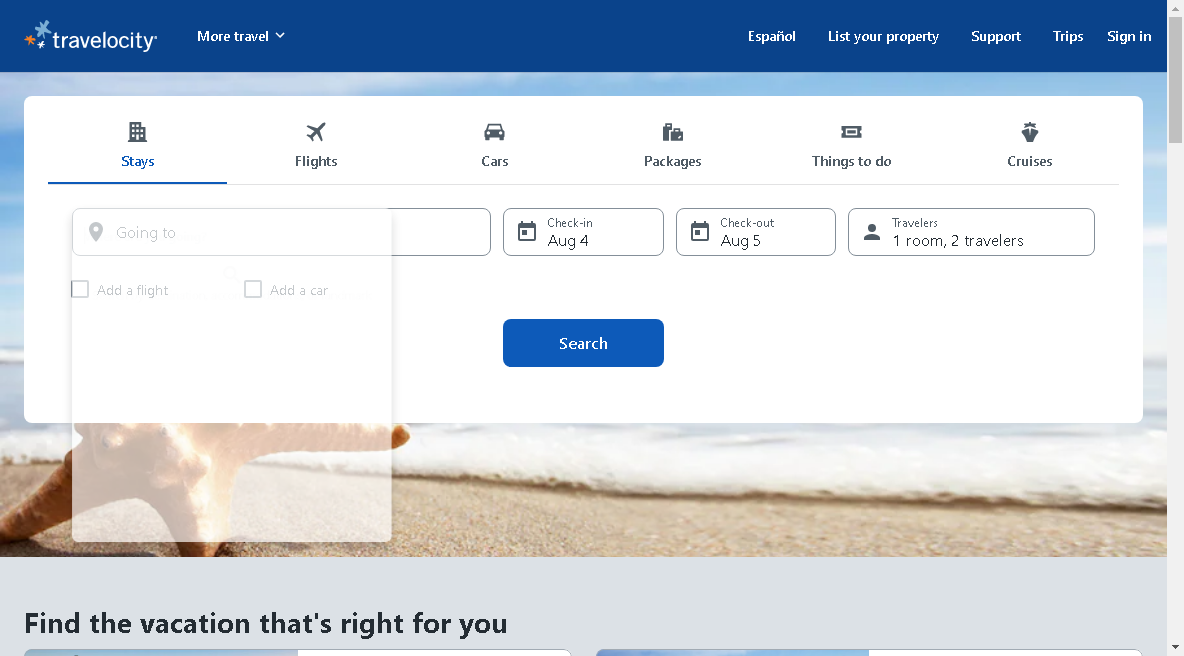 travelocity
More travel
Español
List your property
Support
Trips
Sign in
Stays
Flights
Cars
Packages
Things to do
Cruises
Going to
Check-in
Aug 4
Check-out
Aug 5
Travelers
1 room, 2 travelers
Add a flight
Add a car
Search
Find the vacation that's right for you